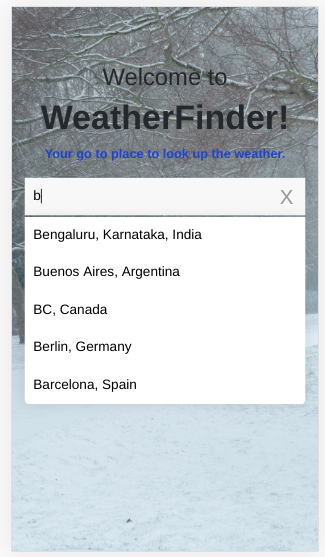 Welcome to
WeatherFinder!
Your go to place to look up the weather.
b X
Bengaluru, Karnataka, India
Buenos Aires, Argentina
BC, Canada
Berlin, Germany
Barcelona, Spain